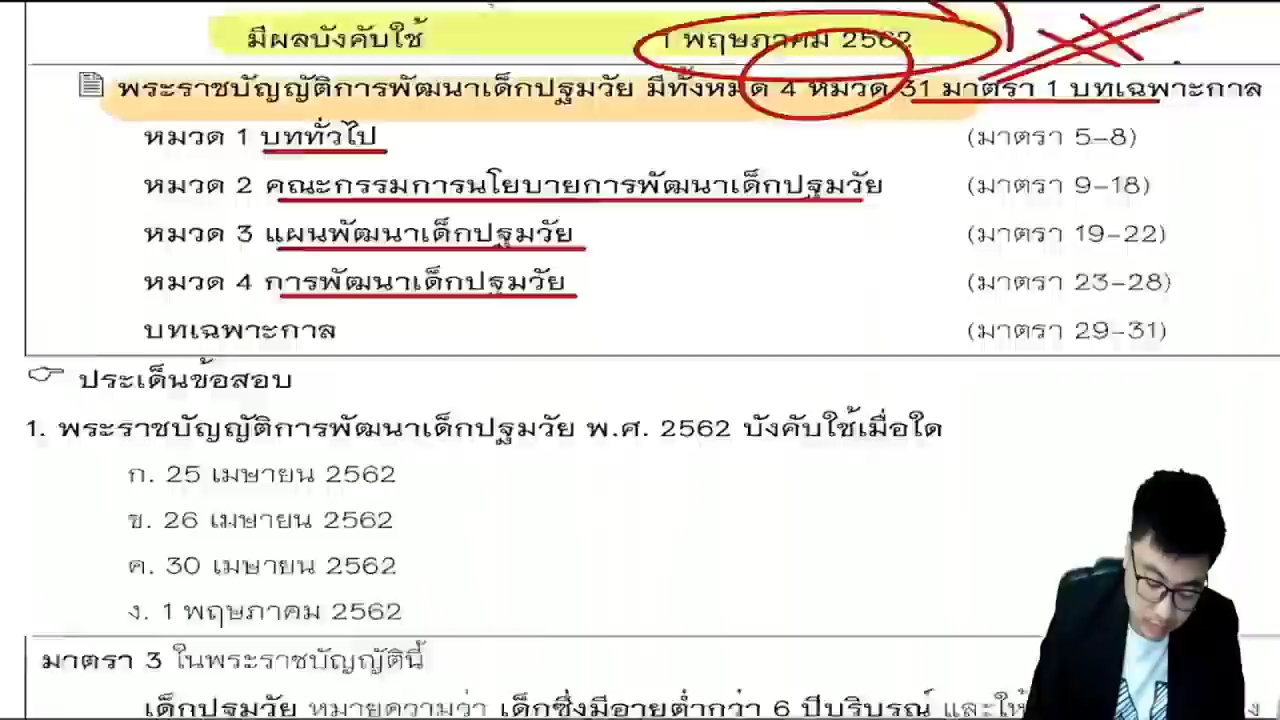 มีผลบังคับใช้ 1 พฤษภาคม 2562
พระราชบัญญัติการพัฒนาเด็กปฐมวัย มีทั้งหมด 4 หมวด 31 มาตรา 1 บทเฉพาะกาล
หมวด 1 บททั่วไป (มาตรา 5-8)
หมวด 2 คณะกรรมการนโยบายการพัฒนาเด็กปฐมวัย (มาตรา 9-18)
หมวด 3 แผนพัฒนาเด็กปฐมวัย (มาตรา 19-22)
หมวด 4 การพัฒนาเด็กปฐมวัย (มาตรา 23-28)
บทเฉพาะกาล (มาตรา 29-31)
ประเด็นข้อสอบ
1. พระราชบัญญัติการพัฒนาเด็กปฐมวัย พ.ศ. 2562 บังคับใช้เมื่อใด
ก. 25 เมษายน 2562
ข. 26 เมษายน 2562
ค. 30 เมษายน 2562
ง. 1 พฤษภาคม 2562
มาตรา 3 ในพระราชบัญญัตินี้
เด็กปฐมวัย หมายความว่า เด็กซึ่งมีอายุต่ำกว่า 6 ปีบริบูรณ์ และให้